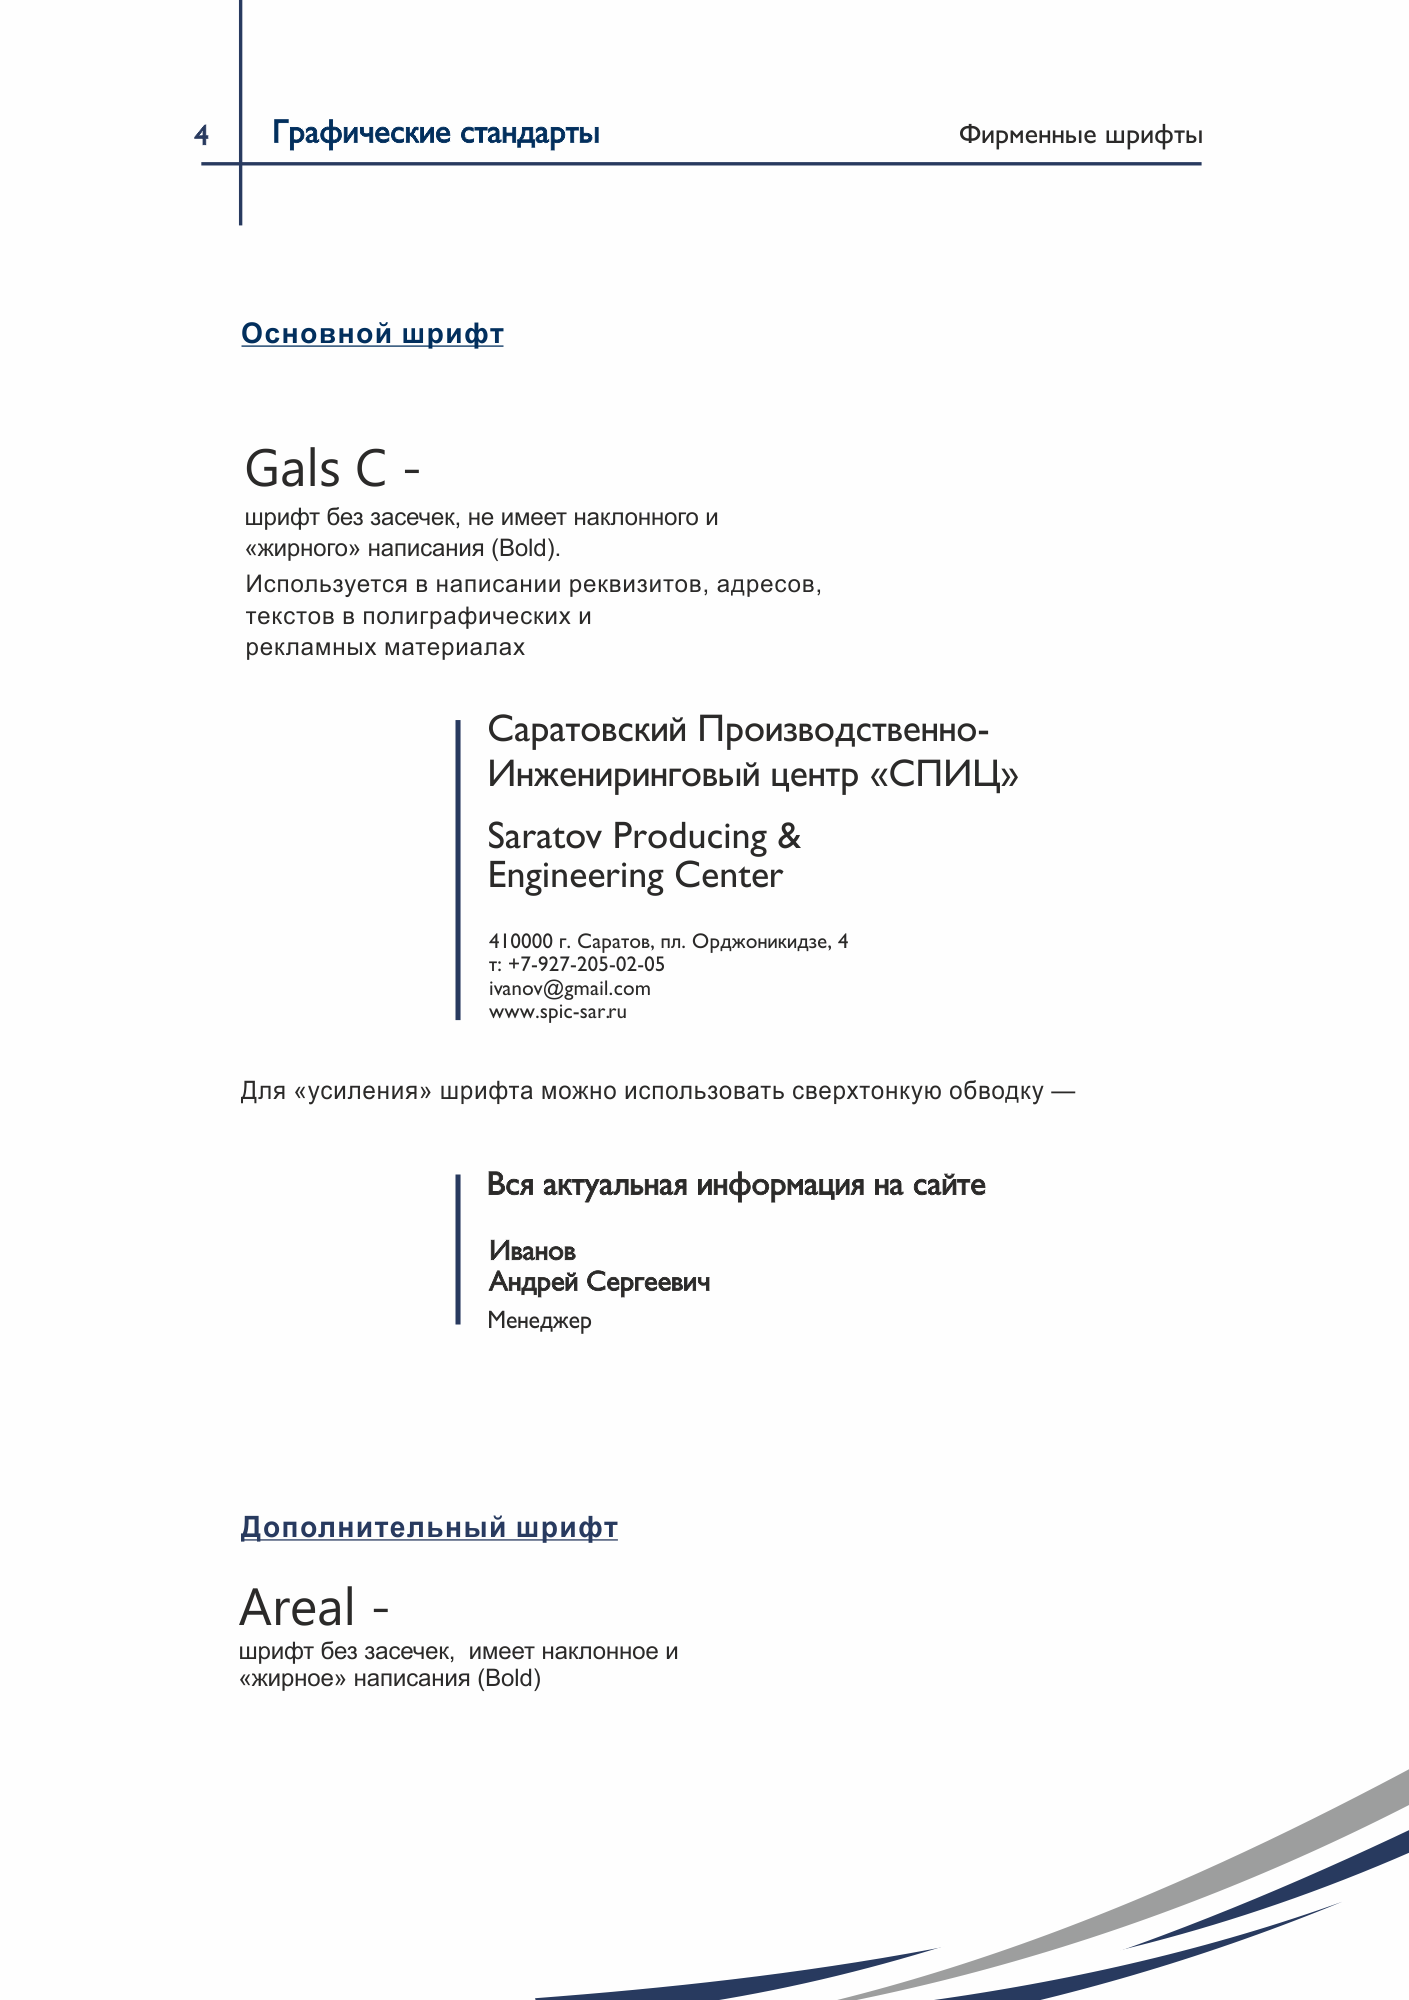 4
Графические стандарты
Фирменные шрифты
Основной шрифт
Gals C -
шрифт без засечек, не имеет наклонного и
«жирного» написания (Bold).
Используется в написании реквизитов, адресов,
текстов в полиграфических и
рекламных материалах
Саратовский Производственно-
Инжениринговый центр «СПИЦ»
Saratov Producing &
Engineering Center
410000 г. Саратов, пл. Орджоникидзе, 4
т: +7-927-205-02-05
ivanov@gmail.com
www.spic-sar.ru
Для «усиления» шрифта можно использовать сверхтонкую обводку —
Вся актуальная информация на сайте
Иванов
Андрей Сергеевич
Менеджер
Дополнительный шрифт
Areal -
шрифт без засечек,  имеет наклонное и
«жирное» написания (Bold)